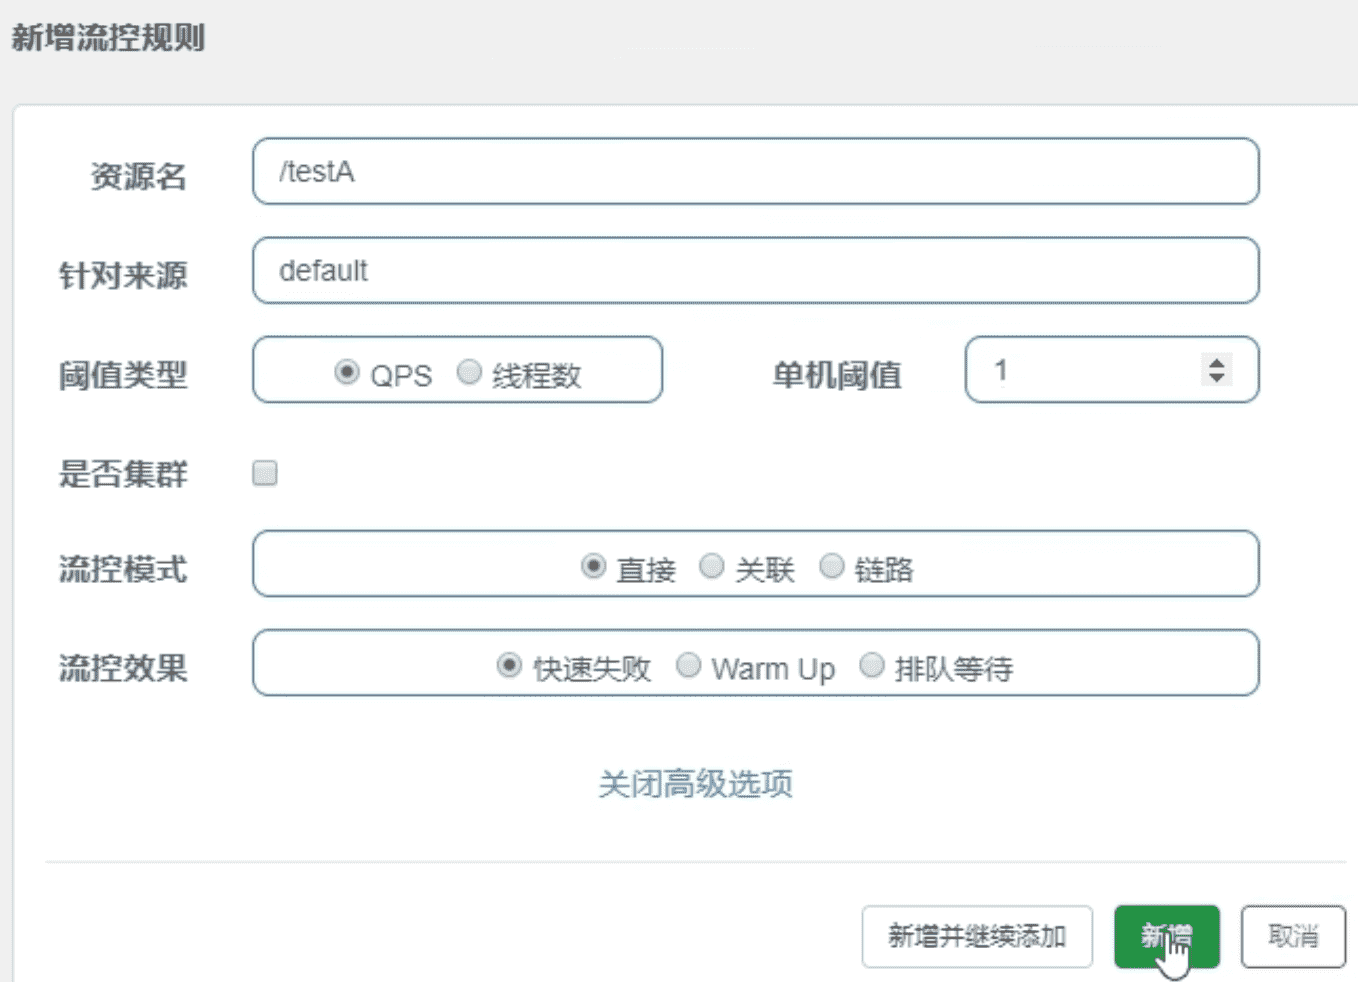 新增流控规则
资源名 /testA
针对来源 default
阈值类型 QPS 线程数 单机阈值 1
是否集群
流控模式 直接 关联 链路
流控效果 快速失败 Warm Up 排队等待
关闭高级选项
新增并继续添加 新增 取消